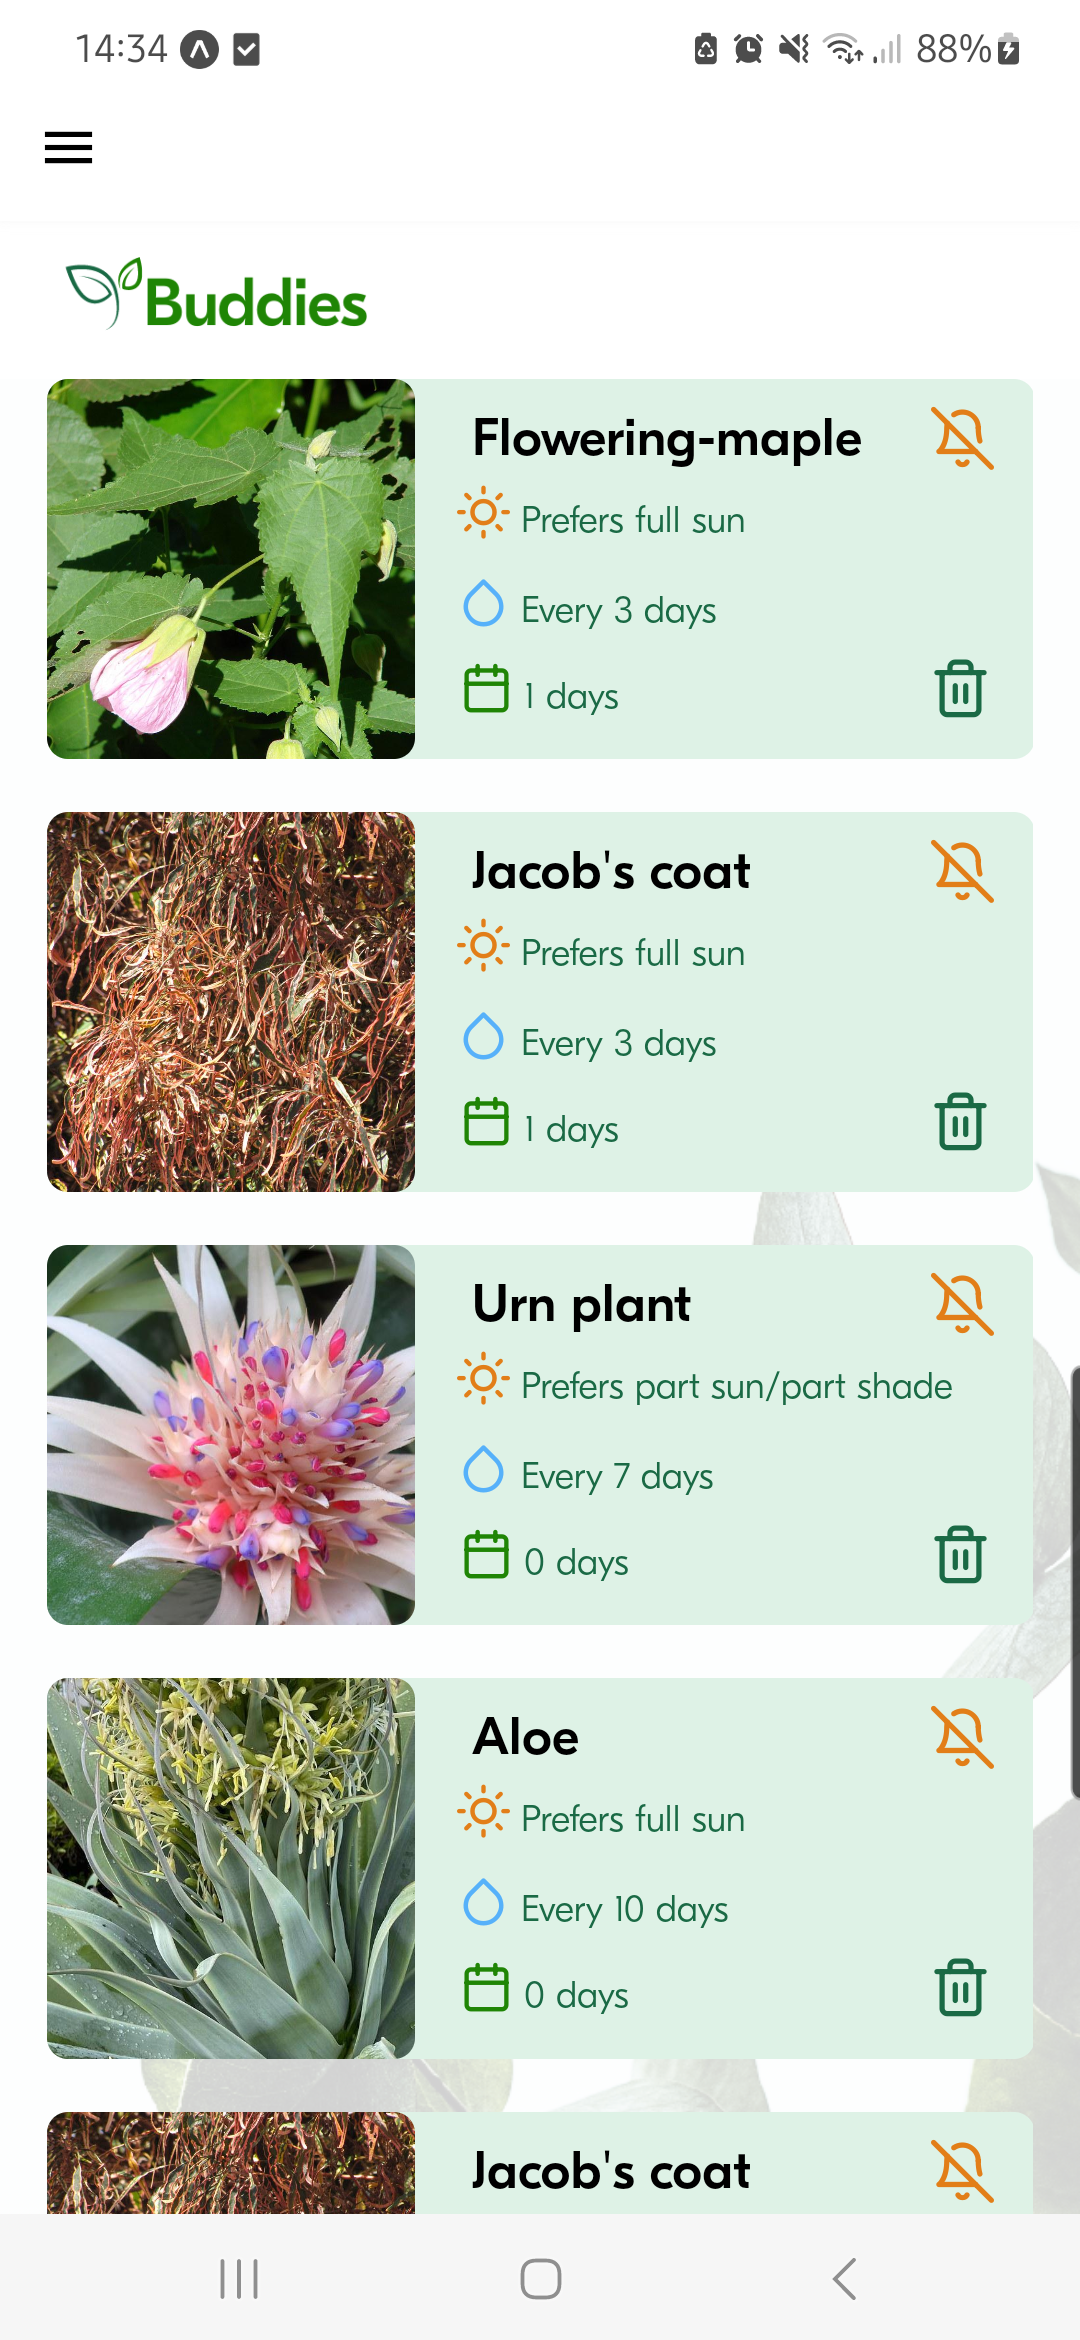 14:34
88%
Buddies
Flowering-maple
Prefers full sun
Every 3 days
1 days
Jacob's coat
Prefers full sun
Every 3 days
1 days
Urn plant
Prefers part sun/part shade
Every 7 days
0 days
Aloe
Prefers full sun
Every 10 days
0 days
Jacob's coat